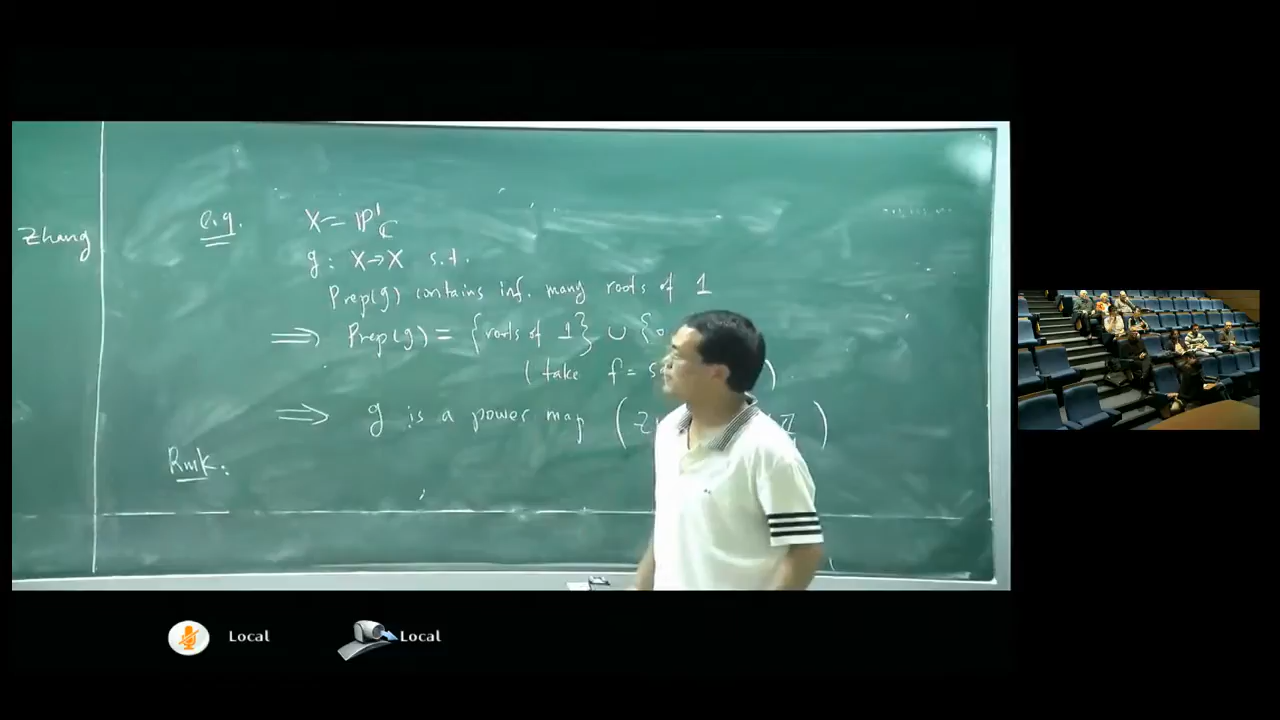 Zhang
e.g. X = ℙ¹_ℂ
g: X → X s.t.
Prep(g) contains inf. many roots of 1
⟹ Prep(g) = {roots of 1} ∪ {0
(take f = )
⟹ g is a power map (z )
Rmk.
Local
Local